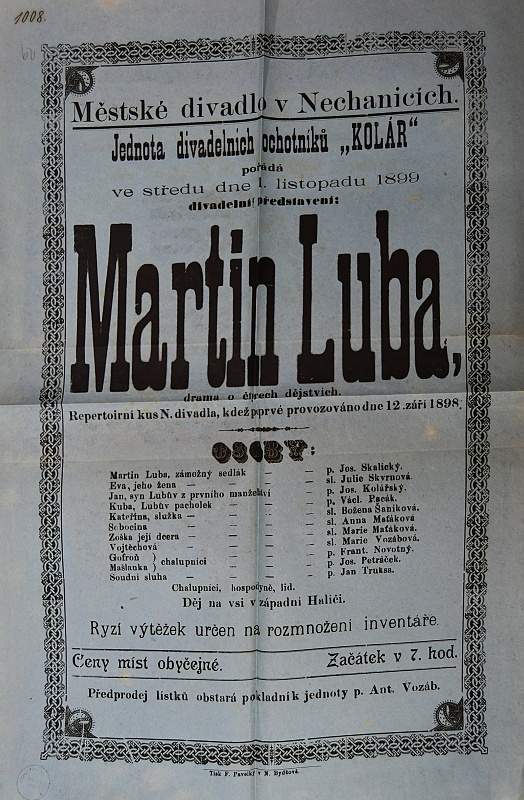 1008.
Městské divadlo v Nechanicích.
Jednota divadelních ochotníků „KOLÁR“
pořádá
ve středu dne 1. listopadu 1899
divadelní představení:
Martin Luba,
drama o čtyrech dějstvích.
Repertoirní kus N. divadla, kdež poprvé provozováno dne 12. září 1898.
OSOBY:
Martin Luba, zámožný sedlák — — p. Jos. Skalický.
Eva, jeho žena — — — — sl. Julie Skvrnová.
Jan, syn Lubův z prvního manželství — p. Jos. Kolářský.
Kuba, Lubův pacholek — — — p. Václ. Pacák.
Kateřina, služka — — — — sl. Božena Šaníková.
Sobocina — — — — sl. Anna Maťáková
Zoška její dcera — — — — sl. Marie Maťáková.
Vojtěchová — — — — sl. Marie Vozábová.
Gofroň } chalupníci — — — p. Frant. Novotný.
Mašlanka — — — p. Jos. Petráček.
Soudní sluha — — — — p. Jan Truksa.
Chalupníci, hospodyně, lid.
Děj na vsi v západní Haliči.
Ryzí výtěžek určen na rozmnožení inventáře.
Ceny míst obyčejné. Začátek v 7. hod.
Předprodej lístků obstará pokladník jednoty p. Ant. Vozáb.
Tisk F. Pavelky v N. Bydžově